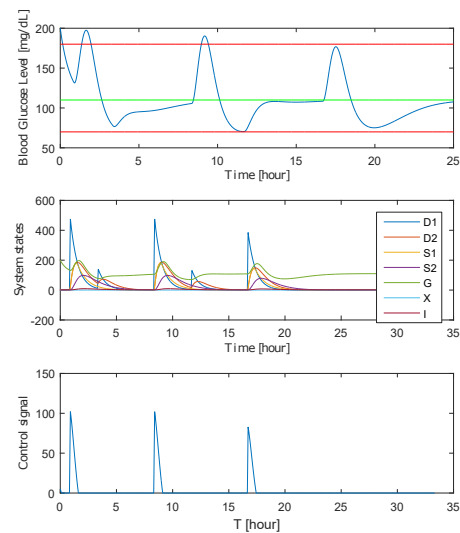 Blood Glucose Level [mg/dL]
200
150
100
50
0 5 10 15 20 25
Time [hour]
System states
600
400
200
0
-200
D1
D2
S1
S2
G
X
I
0 5 10 15 20 25 30 35
Time [hour]
Control signal
150
100
50
0
0 5 10 15 20 25 30 35
T [hour]